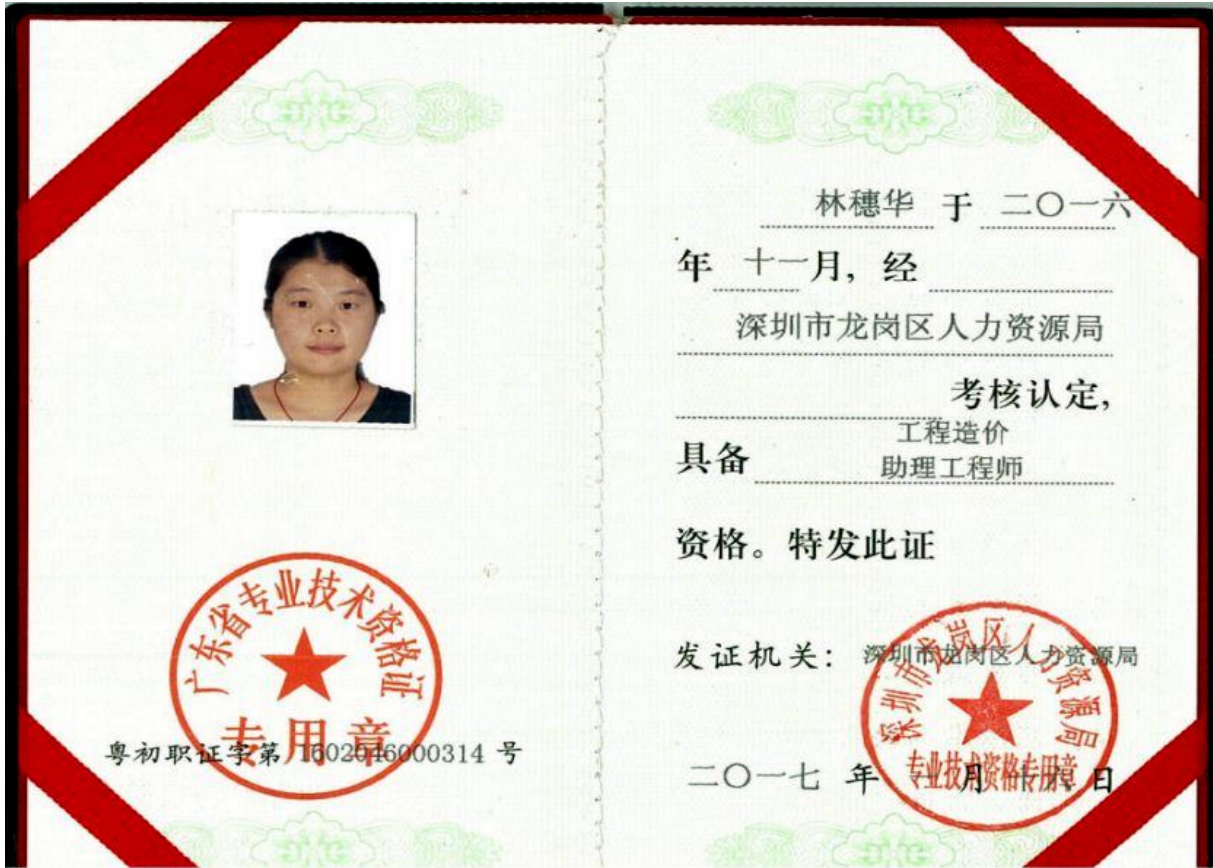 广东省专业技术资格证
专用章
粤初职证字第 1602046000314 号
林穗华 于 二〇一六
年 十一月, 经
深圳市龙岗区人力资源局
考核认定,
具备
工程造价
助理工程师
资格。特发此证
发证机关: 深圳市龙岗区人力资源局
深圳市龙岗区人力资源局
专业技术资格专用章
二〇一七 年 一 月 十六 日